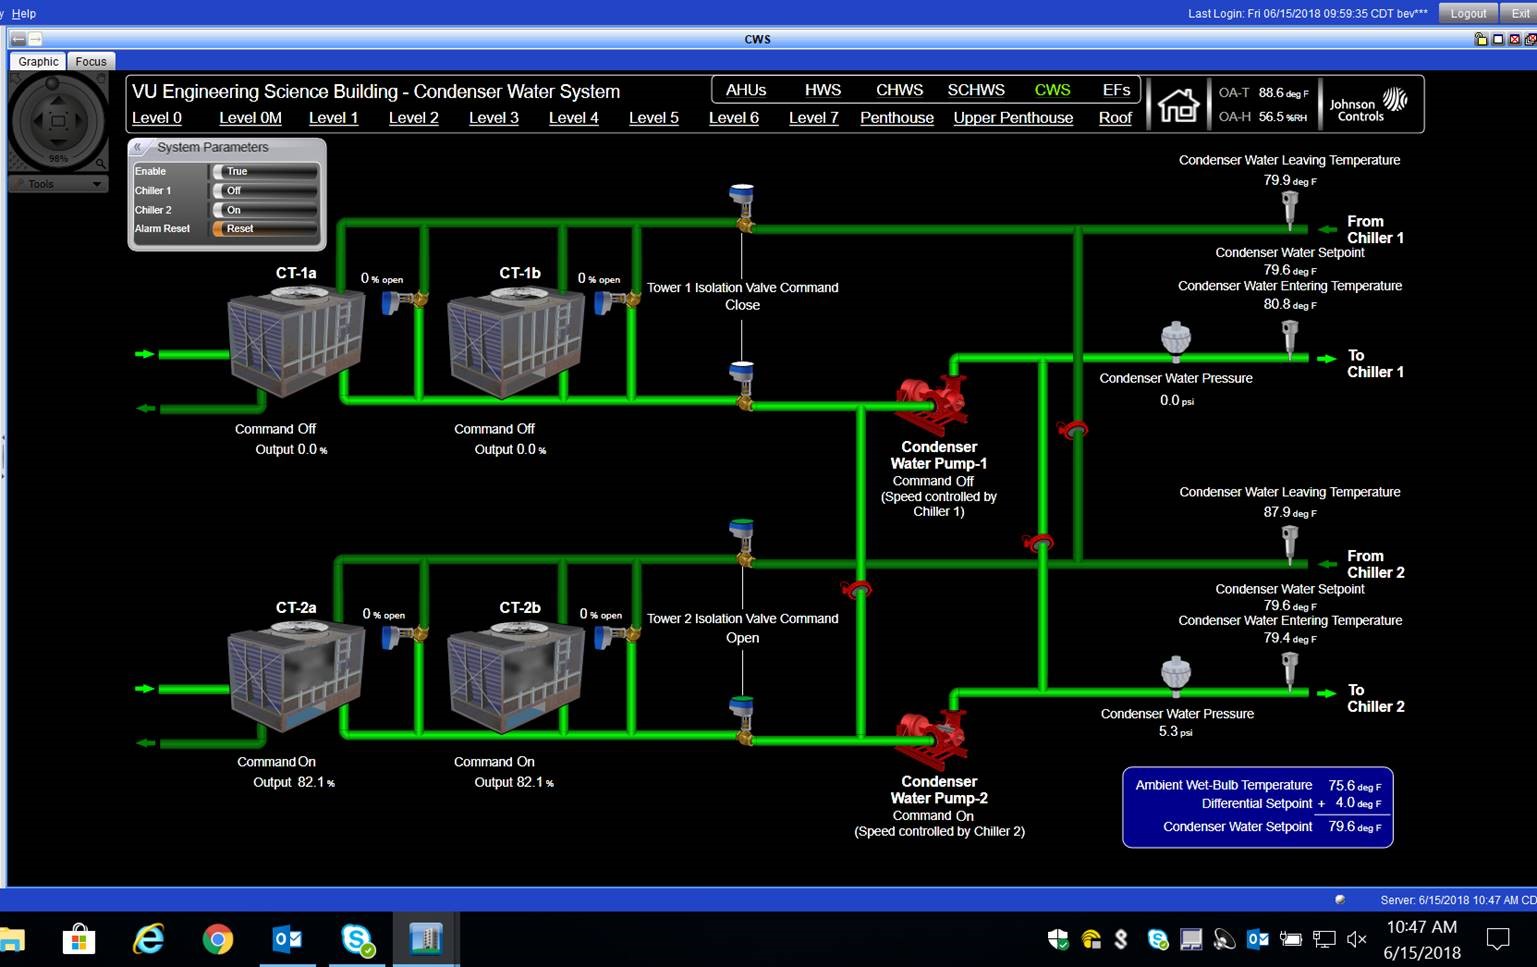 y Help
Last Login: Fri 06/15/2018 09:59:35 CDT bev***
Logout
Exit
CWS
Graphic
Focus
98%
Tools
VU Engineering Science Building - Condenser Water System
AHUs HWS CHWS SCHWS CWS EFs
Level 0 Level 0M Level 1 Level 2 Level 3 Level 4 Level 5 Level 6 Level 7 Penthouse Upper Penthouse Roof
OA-T 88.6 deg F
OA-H 56.5 %RH
Johnson
Controls
System Parameters
Enable True
Chiller 1 Off
Chiller 2 On
Alarm Reset Reset
Condenser Water Leaving Temperature
79.9 deg F
From
Chiller 1
Condenser Water Setpoint
79.6 deg F
Condenser Water Entering Temperature
80.8 deg F
CT-1a
0 % open
CT-1b
0 % open
Tower 1 Isolation Valve Command
Close
To
Chiller 1
Condenser Water Pressure
0.0 psi
Command Off
Output 0.0 %
Command Off
Output 0.0 %
Condenser
Water Pump-1
Command Off
(Speed controlled by
Chiller 1)
Condenser Water Leaving Temperature
87.9 deg F
From
Chiller 2
Condenser Water Setpoint
79.6 deg F
Condenser Water Entering Temperature
79.4 deg F
CT-2a
0 % open
CT-2b
0 % open
Tower 2 Isolation Valve Command
Open
To
Chiller 2
Condenser Water Pressure
5.3 psi
Command On
Output 82.1 %
Command On
Output 82.1 %
Condenser
Water Pump-2
Command On
(Speed controlled by Chiller 2)
Ambient Wet-Bulb Temperature 75.6 deg F
Differential Setpoint + 4.0 deg F
Condenser Water Setpoint 79.6 deg F
Server: 6/15/2018 10:47 AM CD
10:47 AM
6/15/2018